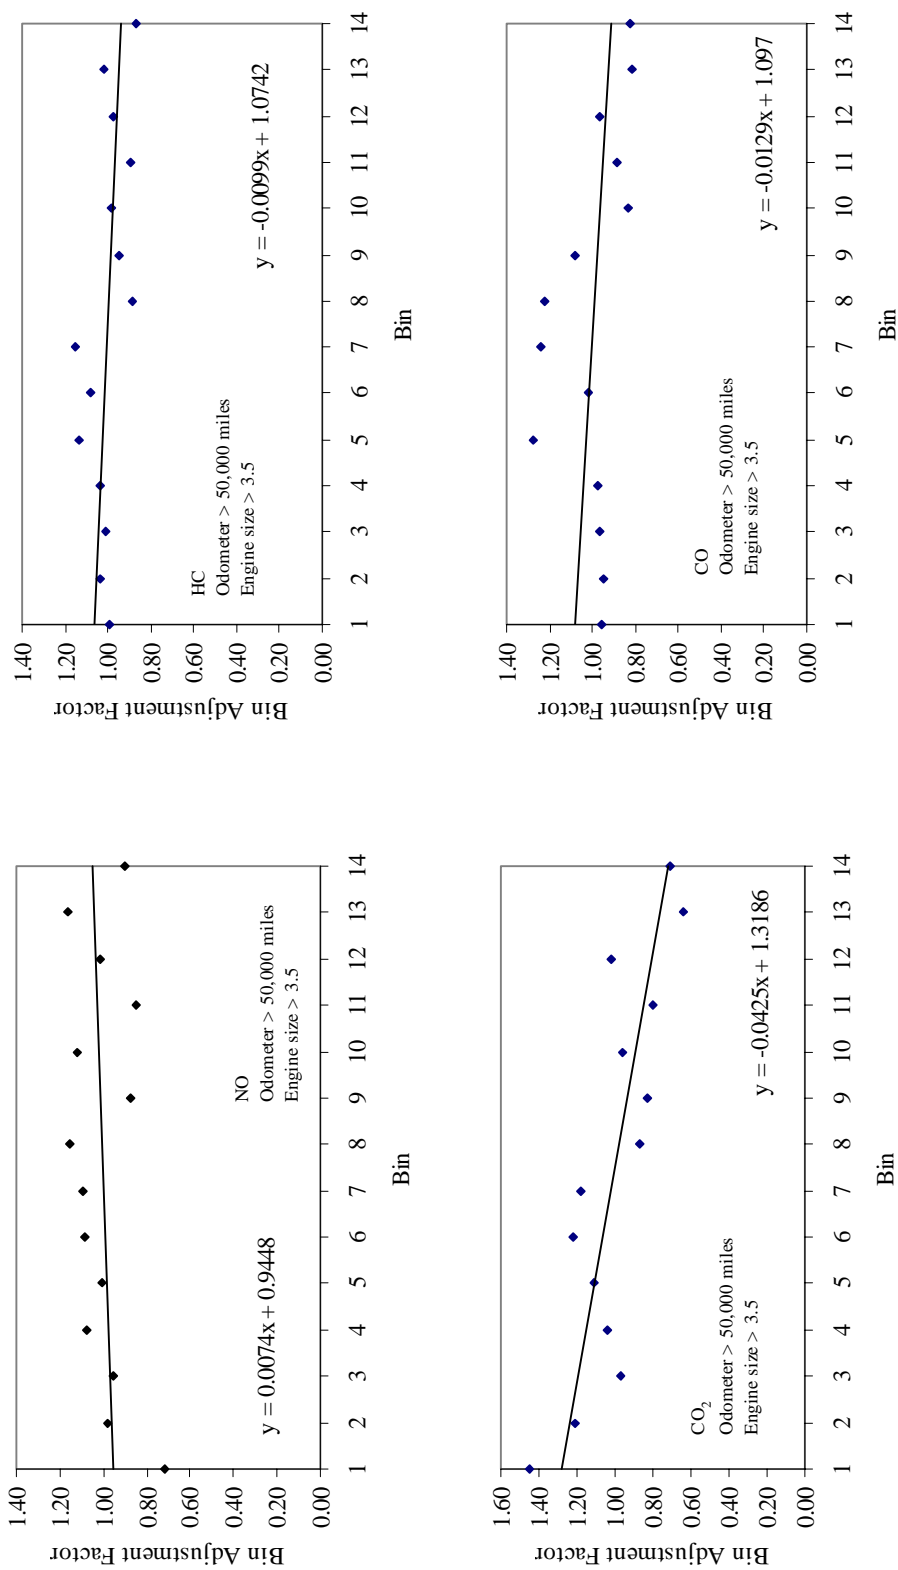 Bin Adjustment Factor
1.40
1.20
1.00
0.80
0.60
0.40
0.20
0.00
y = 0.0074x + 0.9448
NO
Odometer > 50,000 miles
Engine size > 3.5
1 2 3 4 5 6 7 8 9 10 11 12 13 14
Bin
Bin Adjustment Factor
1.40
1.20
1.00
0.80
0.60
0.40
0.20
0.00
HC
Odometer > 50,000 miles
Engine size > 3.5
y = -0.0099x + 1.0742
1 2 3 4 5 6 7 8 9 10 11 12 13 14
Bin
Bin Adjustment Factor
1.60
1.40
1.20
1.00
0.80
0.60
0.40
0.20
0.00
CO₂
Odometer > 50,000 miles
Engine size > 3.5
y = -0.0425x + 1.3186
1 2 3 4 5 6 7 8 9 10 11 12 13 14
Bin
Bin Adjustment Factor
1.40
1.20
1.00
0.80
0.60
0.40
0.20
0.00
CO
Odometer > 50,000 miles
Engine size > 3.5
y = -0.0129x + 1.097
1 2 3 4 5 6 7 8 9 10 11 12 13 14
Bin